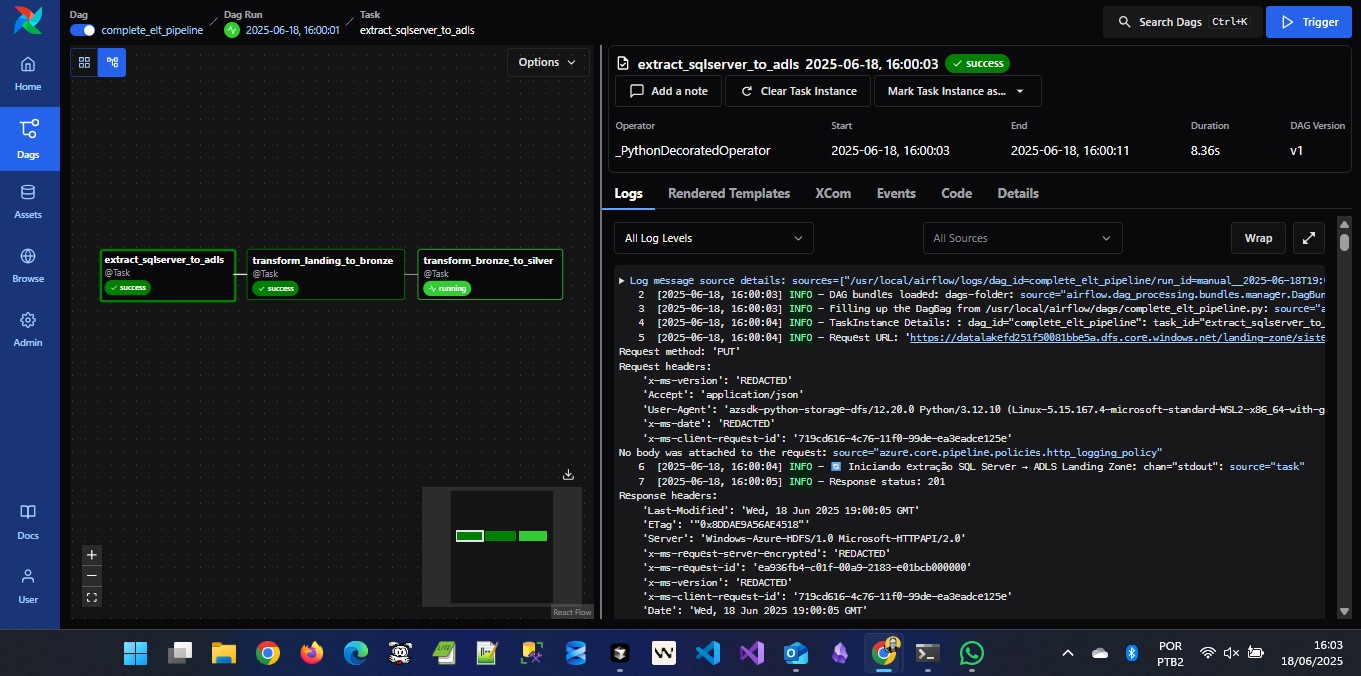 Dag
complete_elt_pipeline
Dag Run
2025-06-18, 16:00:01
Task
extract_sqlserver_to_adls
Search Dags Ctrl+K
Trigger
Home
Dags
Assets
Browse
Admin
Docs
User
Options
extract_sqlserver_to_adls
@Task
success
transform_landing_to_bronze
@Task
success
transform_bronze_to_silver
@Task
running
React Flow
extract_sqlserver_to_adls 2025-06-18, 16:00:03 success
Add a note
Clear Task Instance
Mark Task Instance as...
Operator Start End Duration DAG Version
_PythonDecoratedOperator 2025-06-18, 16:00:03 2025-06-18, 16:00:11 8.36s v1
Logs Rendered Templates XCom Events Code Details
All Log Levels All Sources Wrap
Log message source details: sources=["/usr/local/airflow/logs/dag_id=complete_elt_pipeline/run_id=manual__2025-06-18T19:
2 [2025-06-18, 16:00:03] INFO - DAG bundles loaded: dags-folder: source="airflow.dag_processing.bundles.manager.DagBun
3 [2025-06-18, 16:00:03] INFO - Filling up the DagBag from /usr/local/airflow/dags/complete_elt_pipeline.py: source="a
4 [2025-06-18, 16:00:04] INFO - TaskInstance Details: : dag_id="complete_elt_pipeline": task_id="extract_sqlserver_to_
5 [2025-06-18, 16:00:04] INFO - Request URL: 'https://datalakefd251f50081bbe5a.dfs.core.windows.net/landing-zone/siste
Request method: 'PUT'
Request headers:
'x-ms-version': 'REDACTED'
'Accept': 'application/json'
'User-Agent': 'azsdk-python-storage-dfs/12.20.0 Python/3.12.10 (Linux-5.15.167.4-microsoft-standard-WSL2-x86_64-with-g
'x-ms-date': 'REDACTED'
'x-ms-client-request-id': '719cd616-4c76-11f0-99de-ea3eadce125e'
No body was attached to the request: source="azure.core.pipeline.policies.http_logging_policy"
6 [2025-06-18, 16:00:04] INFO - 🔄 Iniciando extração SQL Server → ADLS Landing Zone: chan="stdout": source="task"
7 [2025-06-18, 16:00:05] INFO - Response status: 201
Response headers:
'Last-Modified': 'Wed, 18 Jun 2025 19:00:05 GMT'
'ETag': '"0x8DDAE9A56AE4518"'
'Server': 'Windows-Azure-HDFS/1.0 Microsoft-HTTPAPI/2.0'
'x-ms-request-server-encrypted': 'REDACTED'
'x-ms-request-id': 'ea936fb4-c01f-00a9-2183-e01bcb000000'
'x-ms-version': 'REDACTED'
'x-ms-client-request-id': '719cd616-4c76-11f0-99de-ea3eadce125e'
'Date': 'Wed, 18 Jun 2025 19:00:05 GMT'
POR
PTB2
16:03
18/06/2025